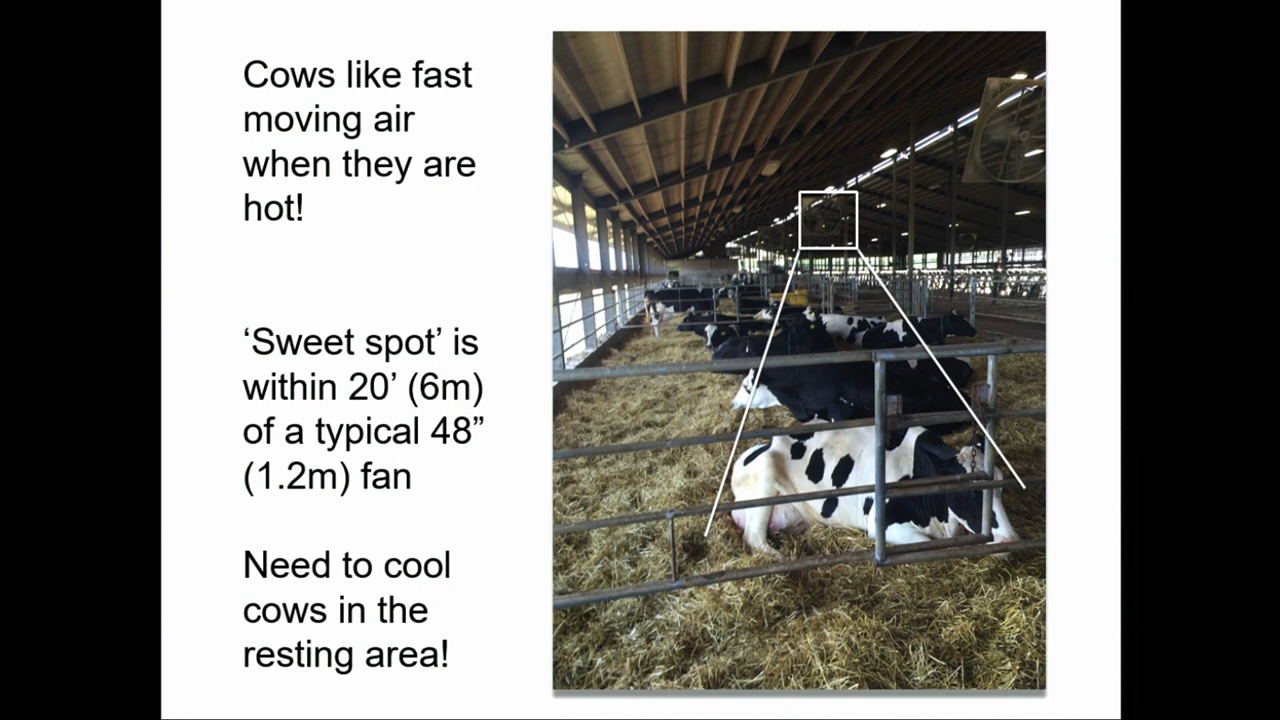 Cows like fast
moving air
when they are
hot!
‘Sweet spot’ is
within 20’ (6m)
of a typical 48”
(1.2m) fan
Need to cool
cows in the
resting area!